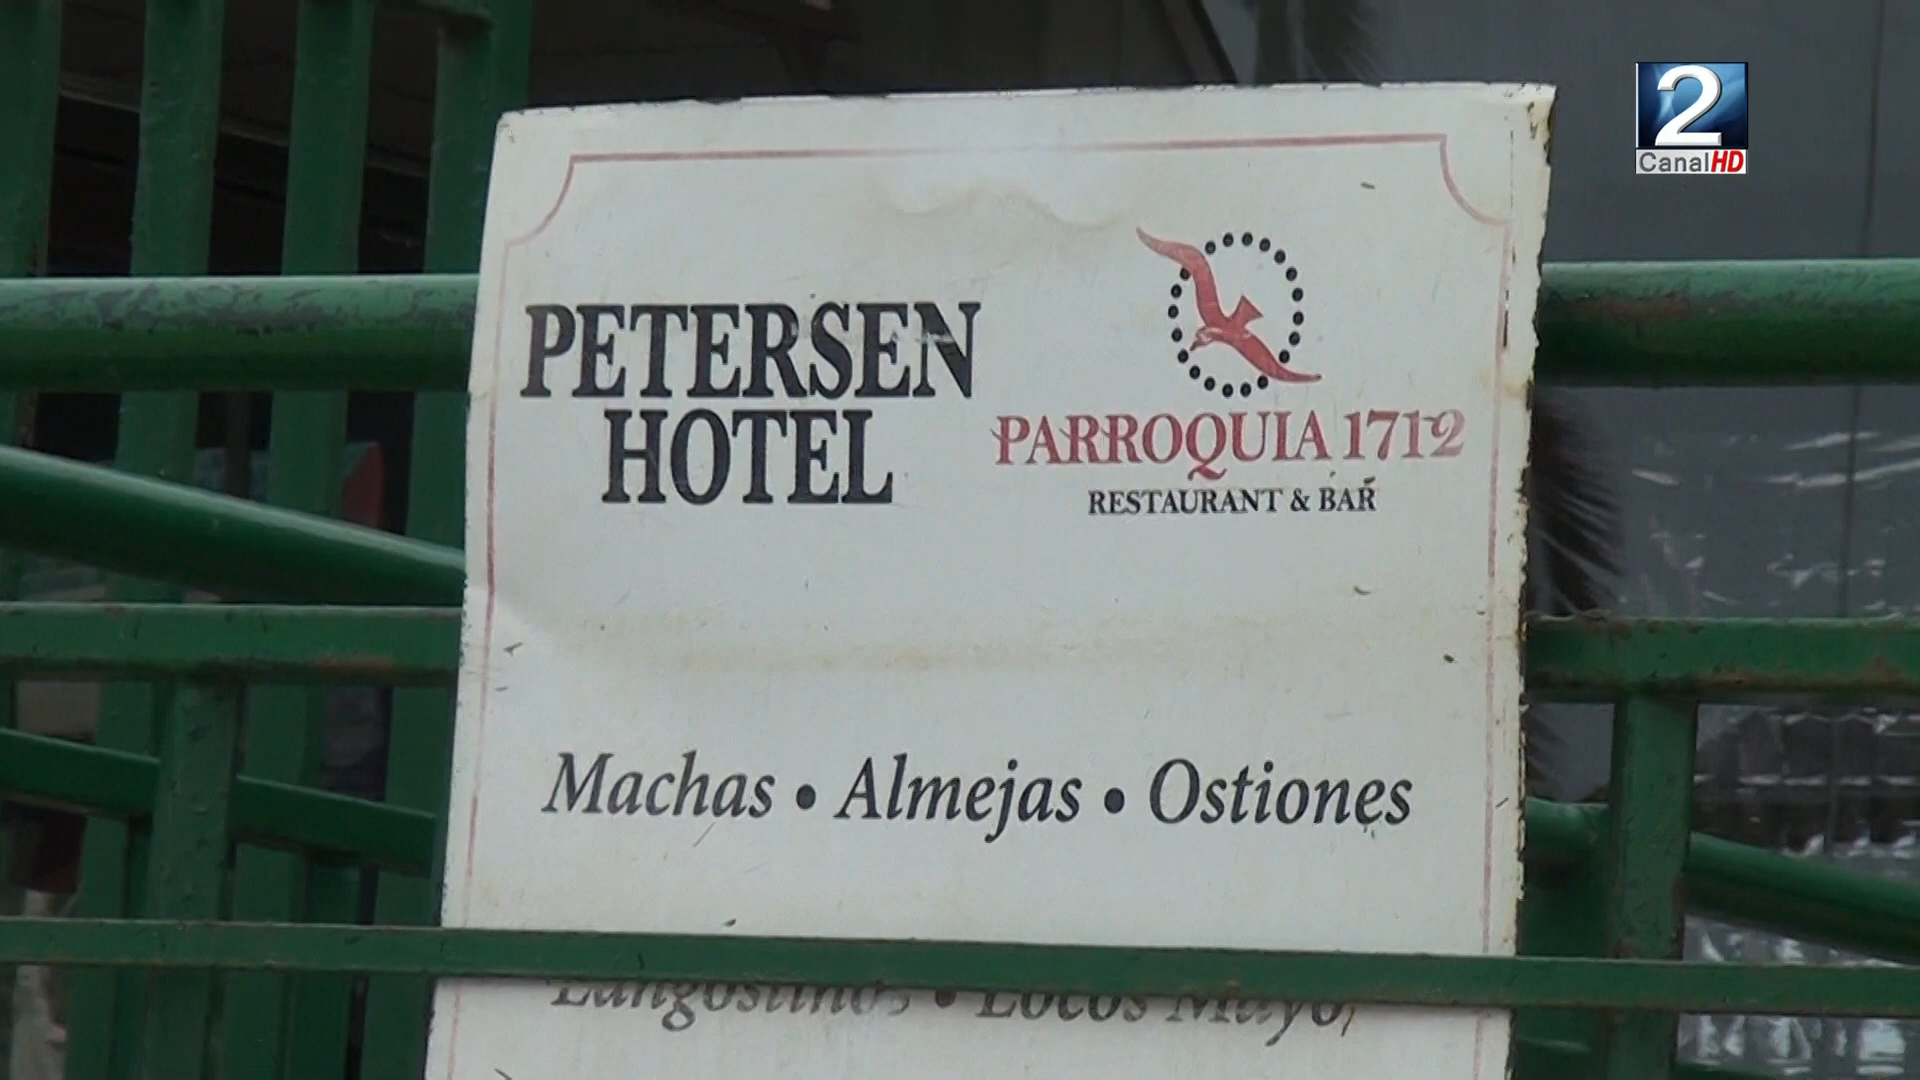 2
CanalHD
PETERSEN
HOTEL
PARROQUIA 1712
RESTAURANT & BAR
Machas • Almejas • Ostiones
Langostinos • Locos Mayo,